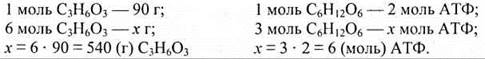 1 моль C₃H₆O₃ — 90 г;
6 моль C₃H₆O₃ — x г;
x = 6 · 90 = 540 (г) C₃H₆O₃
1 моль C₆H₁₂O₆ — 2 моль АТФ;
3 моль C₆H₁₂O₆ — x моль АТФ;
x = 3 · 2 = 6 (моль) АТФ.